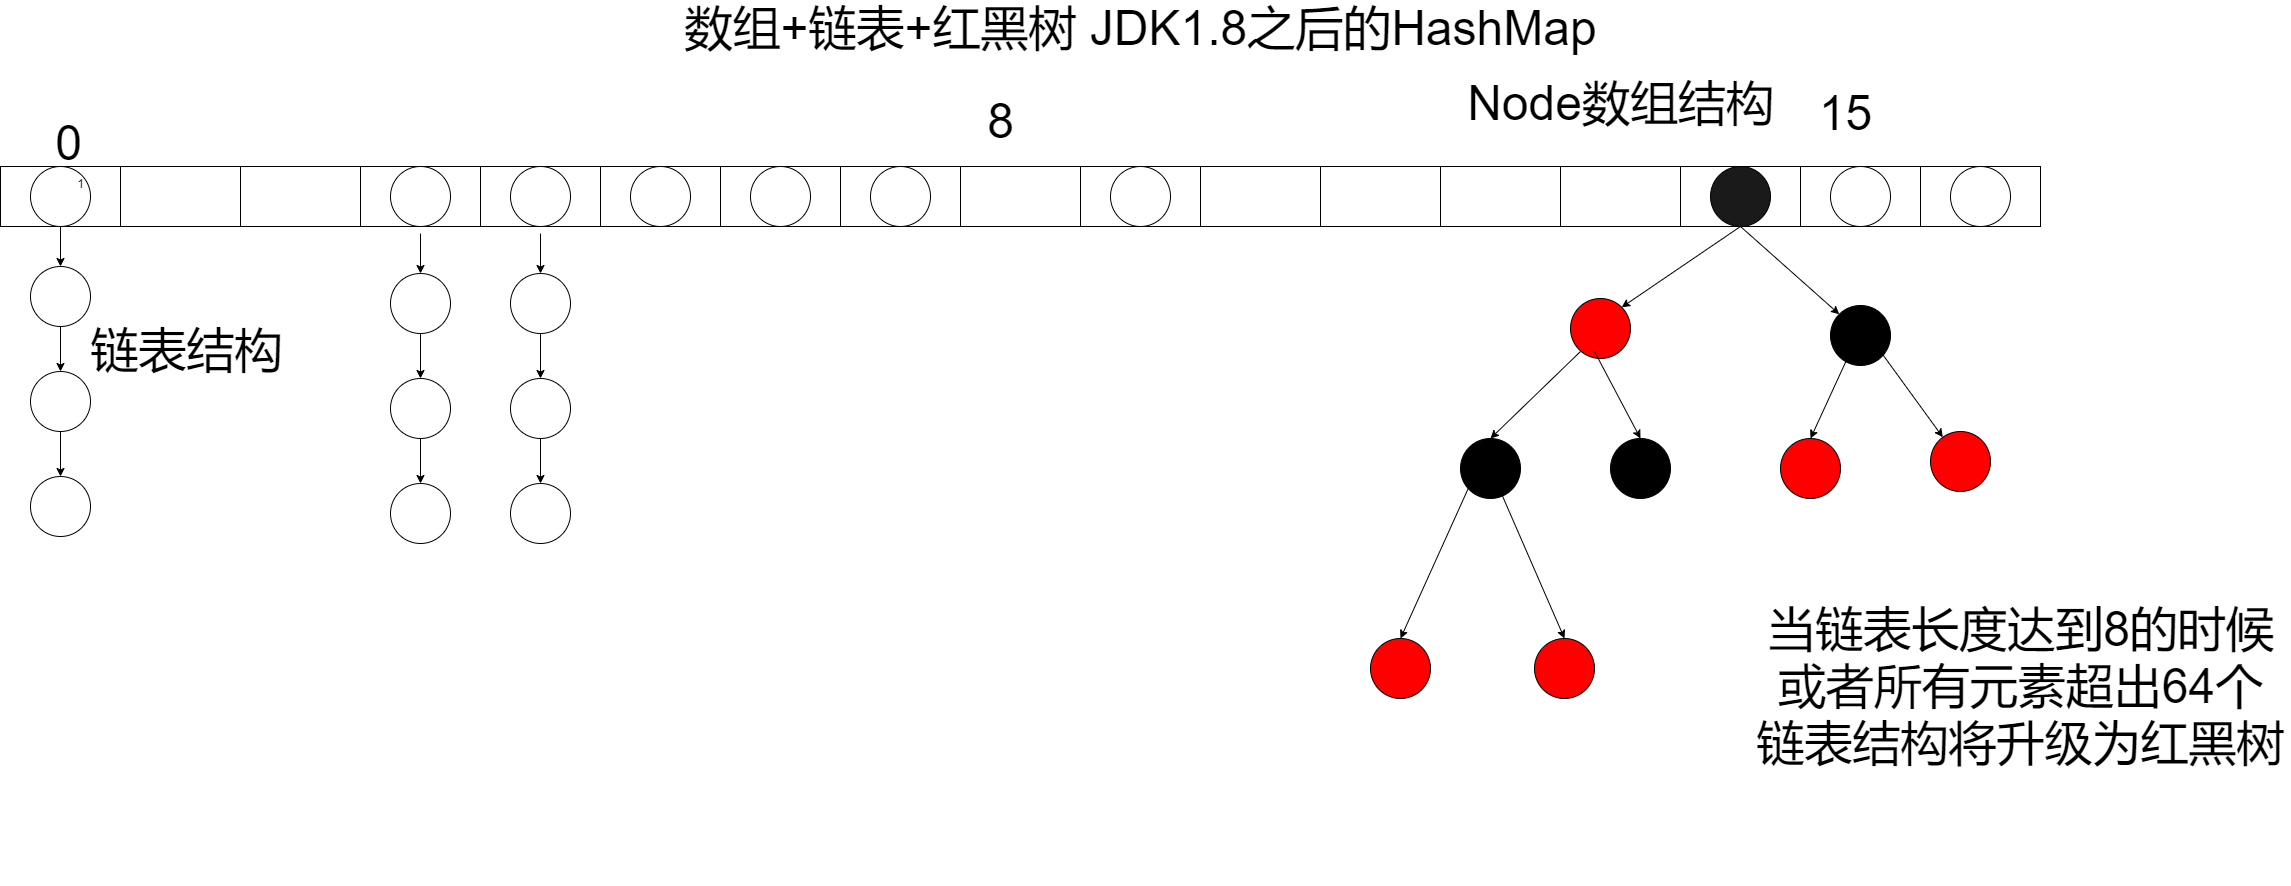 数组+链表+红黑树 JDK1.8之后的HashMap
Node数组结构
0
8
15
1
链表结构
当链表长度达到8的时候
或者所有元素超出64个
链表结构将升级为红黑树